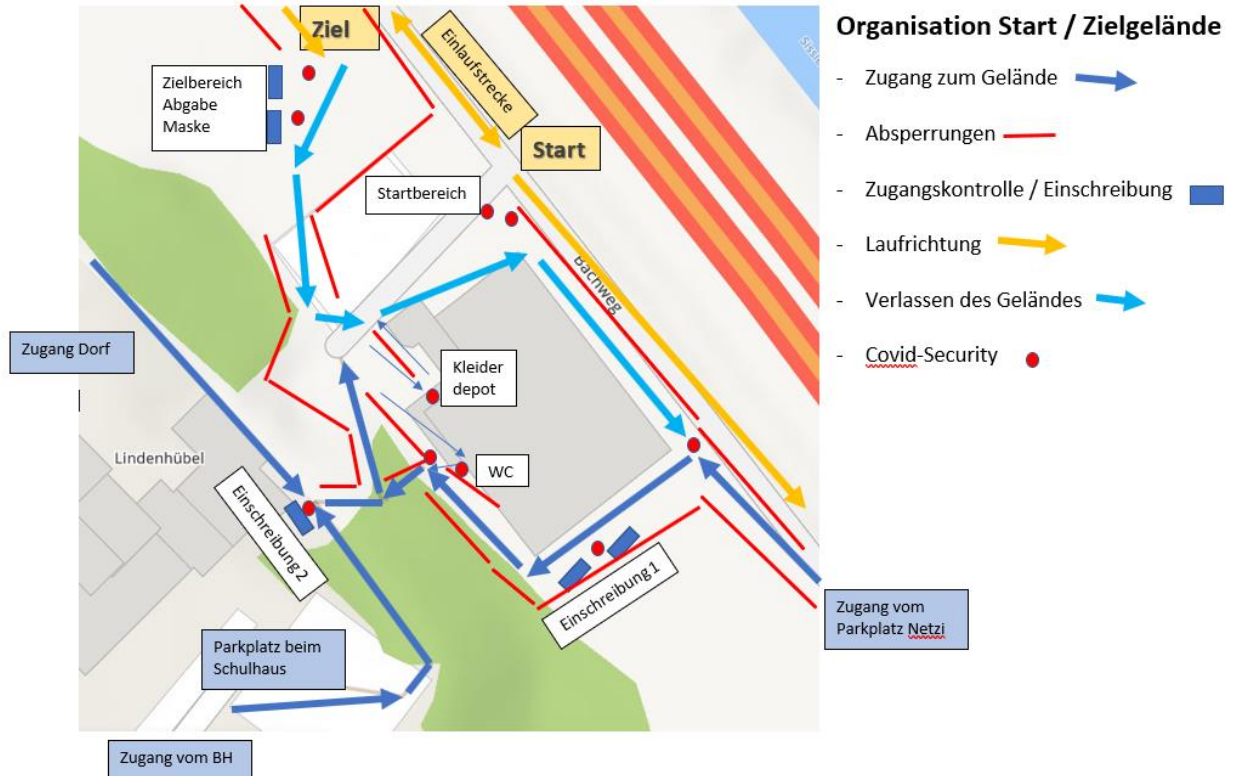 Organisation Start / Zielgelände
- Zugang zum Gelände
- Absperrungen
- Zugangskontrolle / Einschreibung
- Laufrichtung
- Verlassen des Geländes
- Covid-Security
Ziel
Einlaufstrecke
Start
Zielbereich
Abgabe
Maske
Startbereich
Bachweg
Zugang Dorf
Kleider
depot
Lindenhübel
WC
Einschreibung 2
Einschreibung 1
Zugang vom
Parkplatz Netzi
Parkplatz beim
Schulhaus
Zugang vom BH